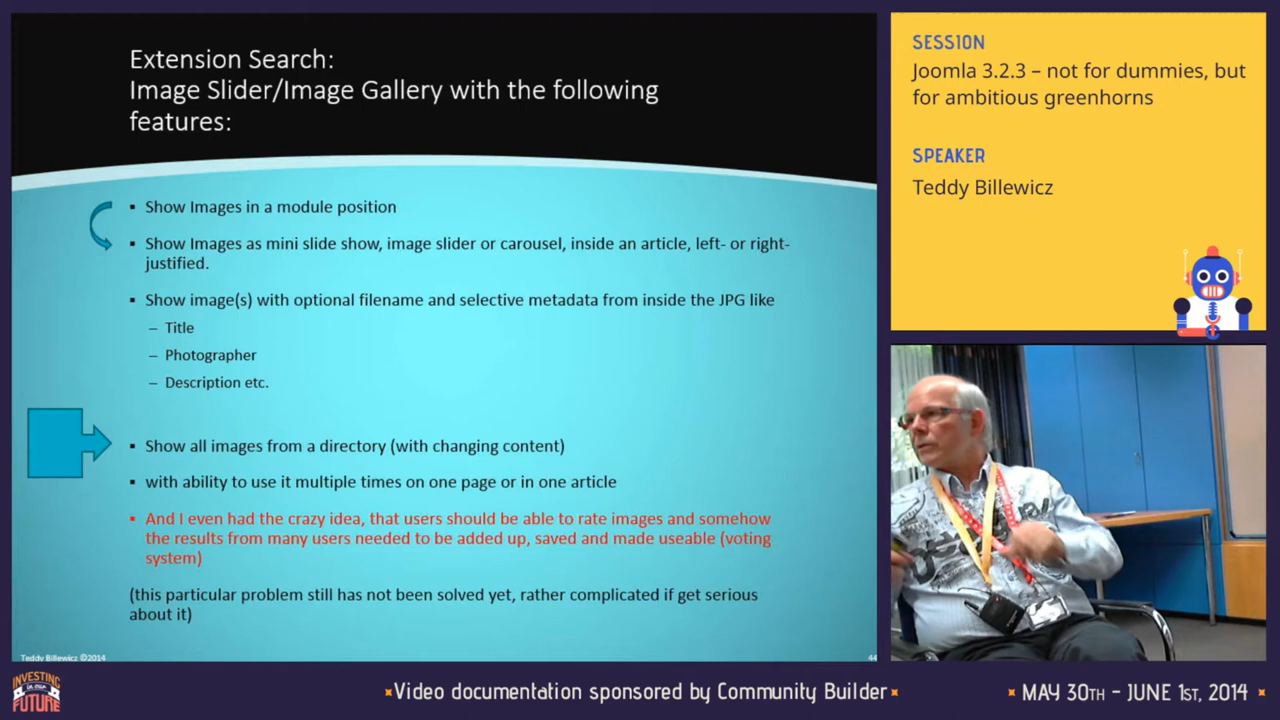 Extension Search:
Image Slider/Image Gallery with the following
features:
▪ Show Images in a module position
▪ Show Images as mini slide show, image slider or carousel, inside an article, left- or right-
justified.
▪ Show image(s) with optional filename and selective metadata from inside the JPG like
– Title
– Photographer
– Description etc.
▪ Show all images from a directory (with changing content)
▪ with ability to use it multiple times on one page or in one article
▪ And I even had the crazy idea, that users should be able to rate images and somehow
the results from many users needed to be added up, saved and made useable (voting
system)
(this particular problem still has not been solved yet, rather complicated if get serious
about it)
Teddy Billewicz ©2014
44
SESSION
Joomla 3.2.3 – not for dummies, but
for ambitious greenhorns
SPEAKER
Teddy Billewicz
INVESTING
IN OUR
FUTURE
Video documentation sponsored by Community Builder
MAY 30TH - JUNE 1ST, 2014